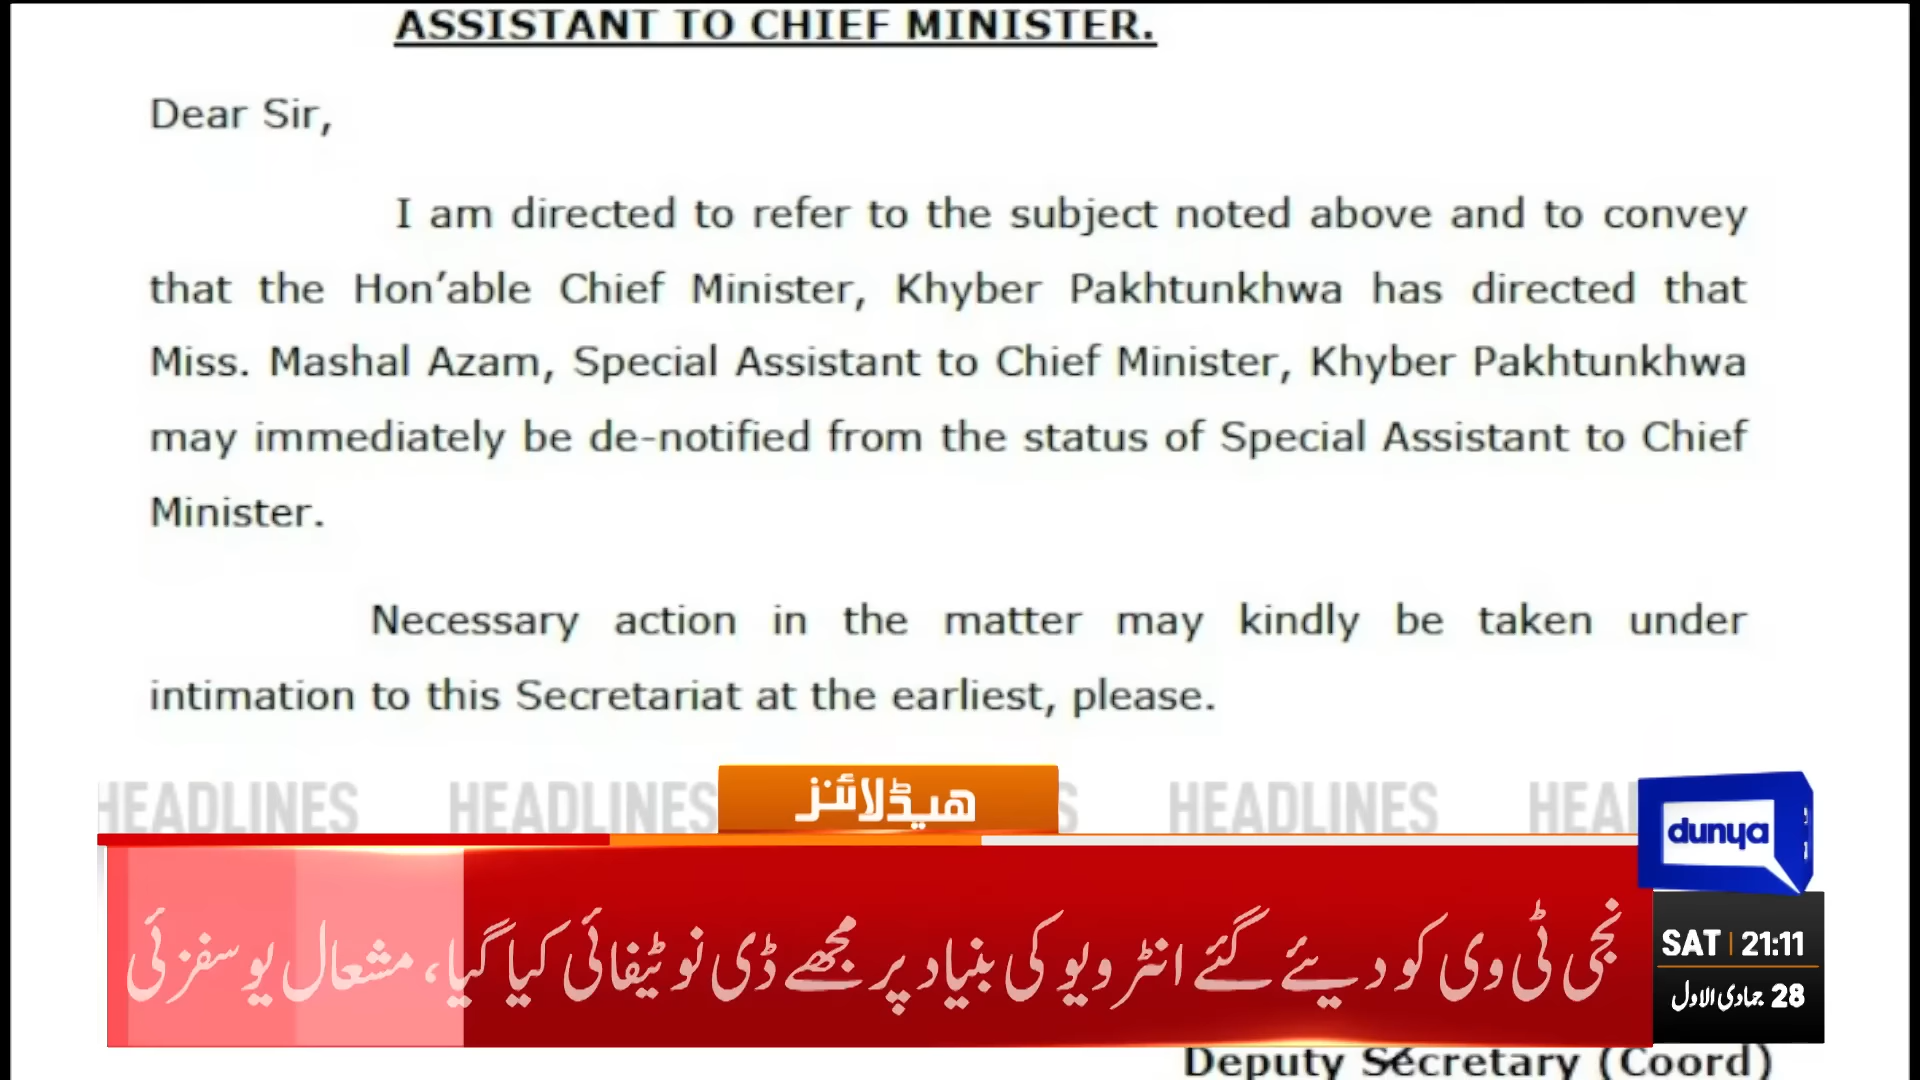 ASSISTANT TO CHIEF MINISTER.
Dear Sir,
I am directed to refer to the subject noted above and to convey
that the Hon'able Chief Minister, Khyber Pakhtunkhwa has directed that
Miss. Mashal Azam, Special Assistant to Chief Minister, Khyber Pakhtunkhwa
may immediately be de-notified from the status of Special Assistant to Chief
Minister.
Necessary action in the matter may kindly be taken under
intimation to this Secretariat at the earliest, please.
HEADLINES HEADLINES S HEADLINES HEA
ہیڈلائنز
dunya
نجی ٹی وی کو دیئے گئے انٹرویو کی بنیاد پر مجھے ڈی نوٹیفائی کیا گیا، مشعال یوسفزئی
SAT 21:11
28 جمادی الاول
Deputy Secretary (Coord)